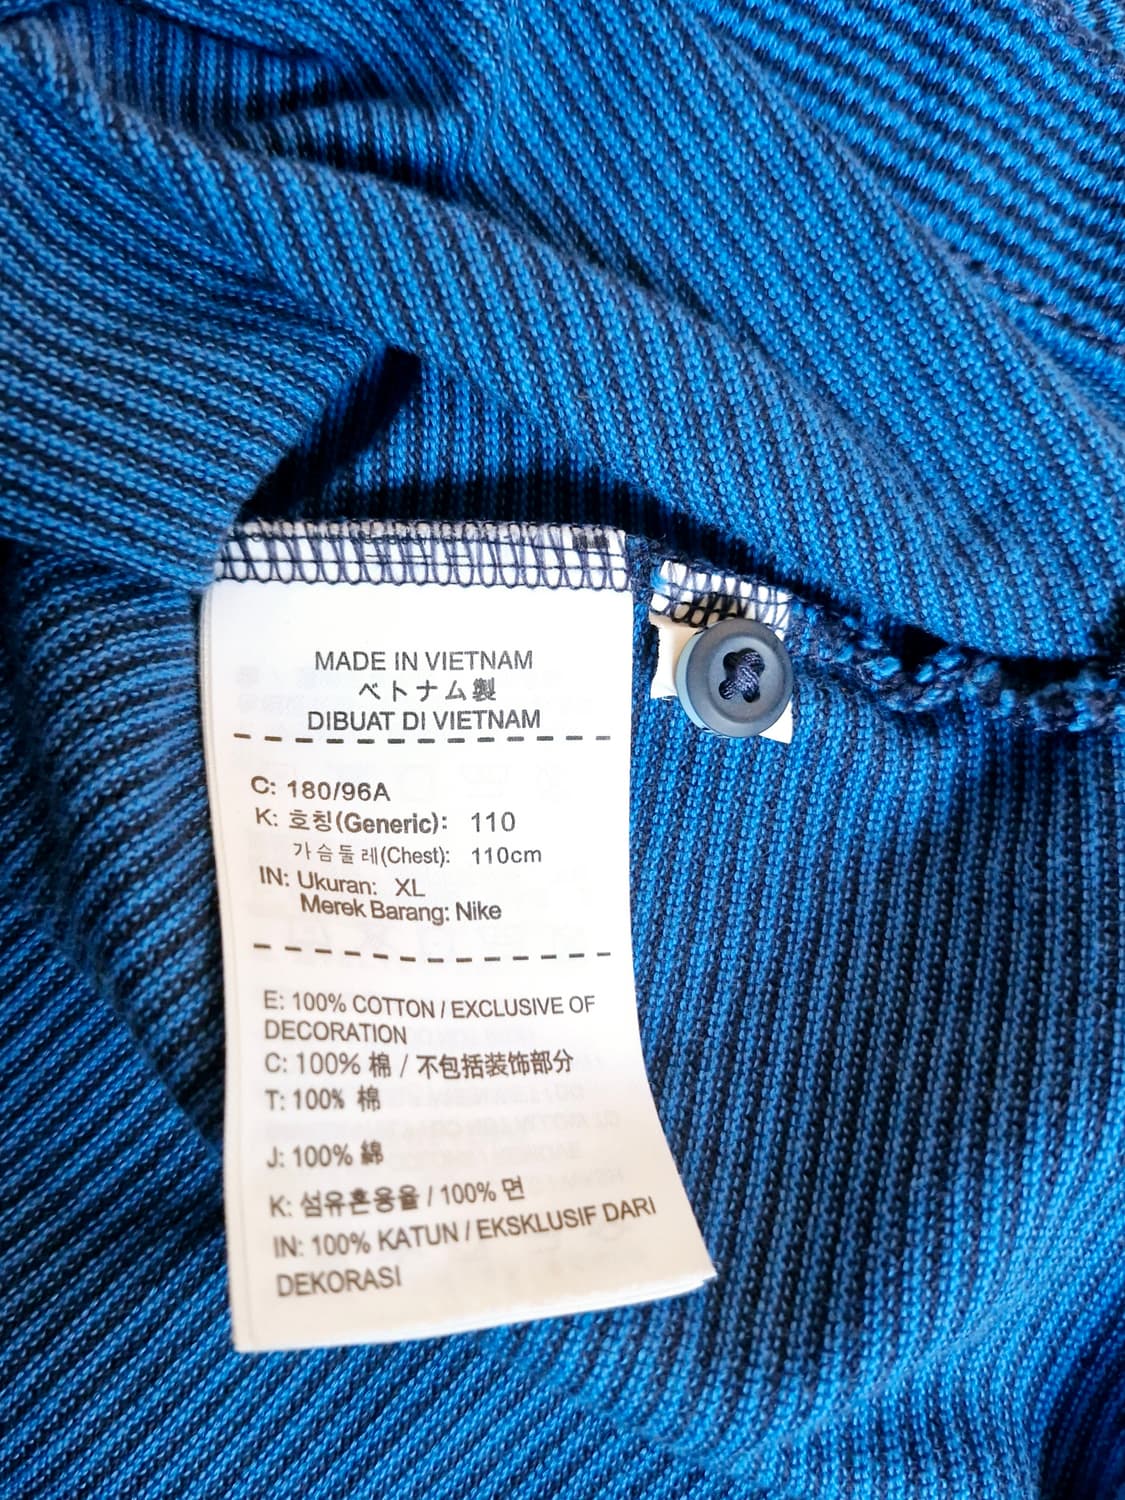 MADE IN VIETNAM
ベトナム製
DIBUAT DI VIETNAM
C: 180/96A
K: 호칭(Generic): 110
가슴둘레(Chest): 110cm
IN: Ukuran: XL
Merek Barang: Nike
E: 100% COTTON / EXCLUSIVE OF
DECORATION
C: 100% 棉 / 不包括装饰部分
T: 100% 棉
J: 100% 綿
K: 섬유혼용율 / 100% 면
IN: 100% KATUN / EKSKLUSIF DARI
DEKORASI